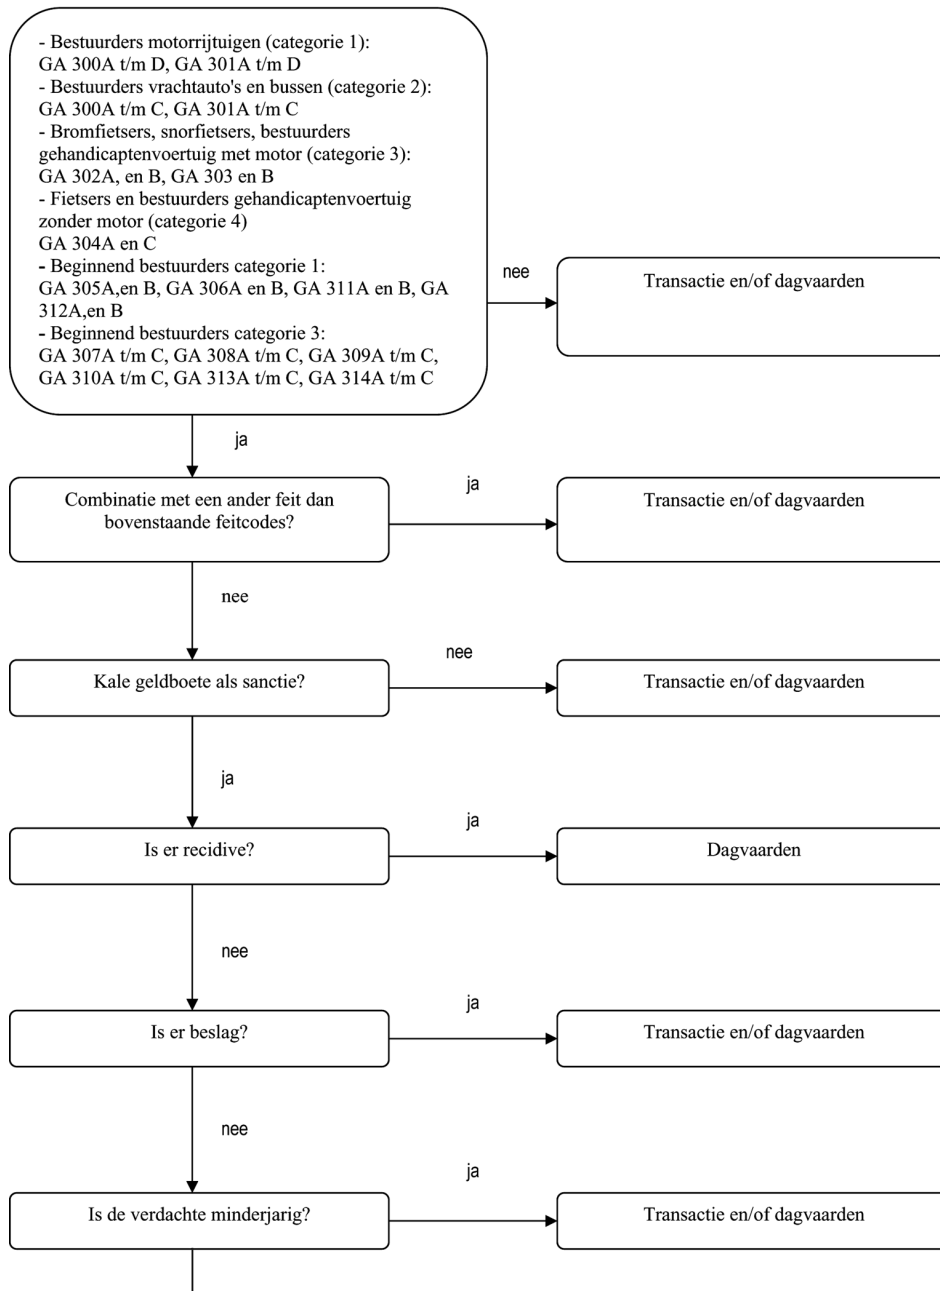 - Bestuurders motorrijtuigen (categorie 1):
GA 300A t/m D, GA 301A t/m D
- Bestuurders vrachtauto's en bussen (categorie 2):
GA 300A t/m C, GA 301A t/m C
- Bromfietsers, snorfietsers, bestuurders
gehandicaptenvoertuig met motor (categorie 3):
GA 302A, en B, GA 303 en B
- Fietsers en bestuurders gehandicaptenvoertuig
zonder motor (categorie 4)
GA 304A en C
- Beginnend bestuurders categorie 1:
GA 305A,en B, GA 306A en B, GA 311A en B, GA
312A,en B
- Beginnend bestuurders categorie 3:
GA 307A t/m C, GA 308A t/m C, GA 309A t/m C,
GA 310A t/m C, GA 313A t/m C, GA 314A t/m C
nee
Transactie en/of dagvaarden
ja
Combinatie met een ander feit dan
bovenstaande feitcodes?
ja
Transactie en/of dagvaarden
nee
Kale geldboete als sanctie?
nee
Transactie en/of dagvaarden
ja
Is er recidive?
ja
Dagvaarden
nee
Is er beslag?
ja
Transactie en/of dagvaarden
nee
Is de verdachte minderjarig?
ja
Transactie en/of dagvaarden